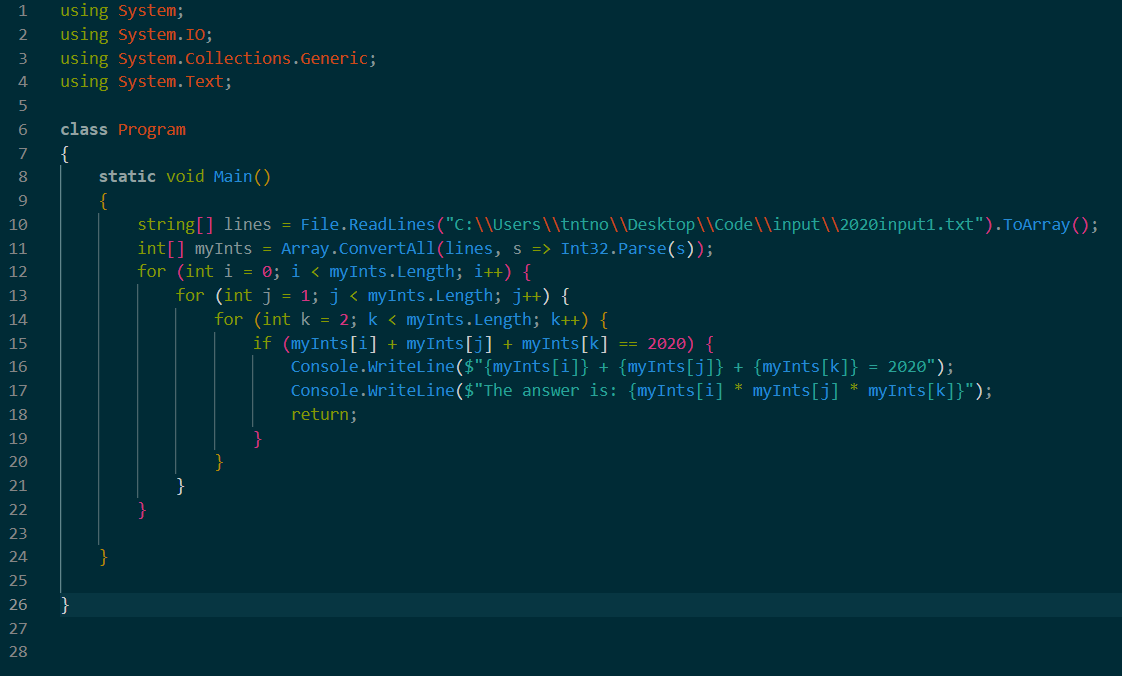 1 using System;
2 using System.IO;
3 using System.Collections.Generic;
4 using System.Text;
5
6 class Program
7 {
8 static void Main()
9 {
10 string[] lines = File.ReadLines("C:\\Users\\tntno\\Desktop\\Code\\input\\2020input1.txt").ToArray();
11 int[] myInts = Array.ConvertAll(lines, s => Int32.Parse(s));
12 for (int i = 0; i < myInts.Length; i++) {
13 for (int j = 1; j < myInts.Length; j++) {
14 for (int k = 2; k < myInts.Length; k++) {
15 if (myInts[i] + myInts[j] + myInts[k] == 2020) {
16 Console.WriteLine($"{myInts[i]} + {myInts[j]} + {myInts[k]} = 2020");
17 Console.WriteLine($"The answer is: {myInts[i] * myInts[j] * myInts[k]}");
18 return;
19 }
20 }
21 }
22 }
23
24 }
25
26 }
27
28